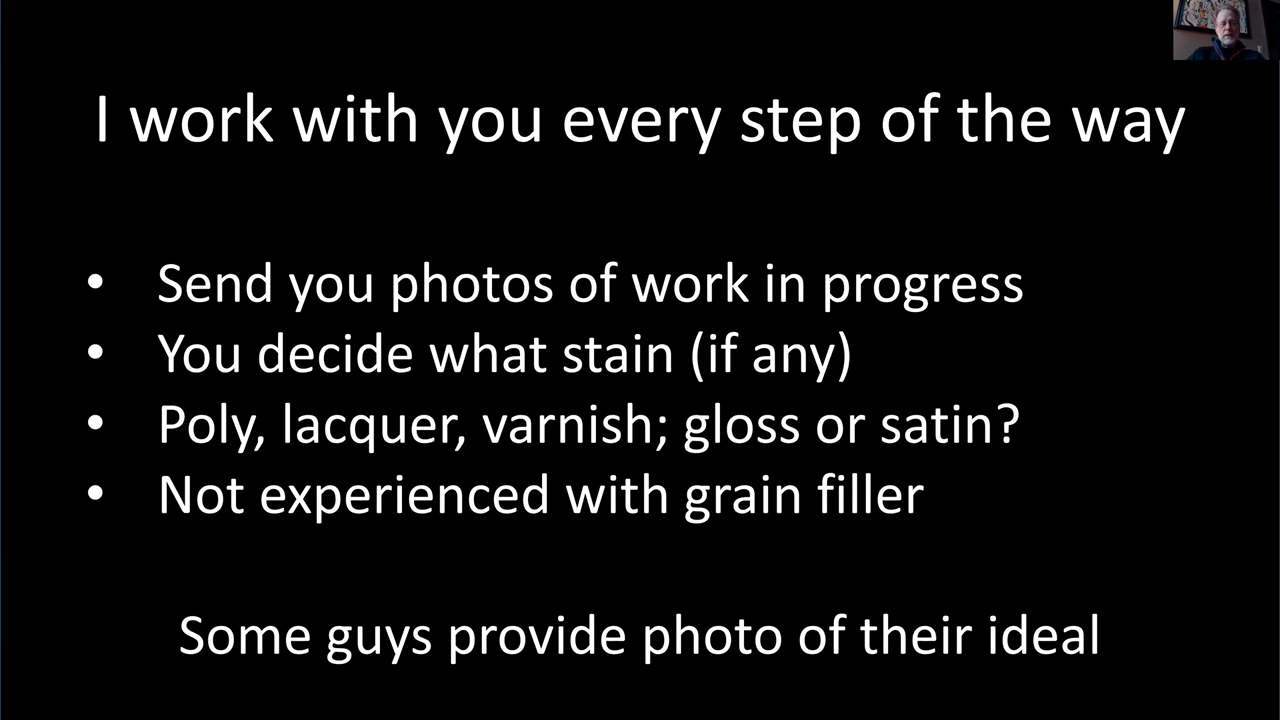 I work with you every step of the way
• Send you photos of work in progress
• You decide what stain (if any)
• Poly, lacquer, varnish; gloss or satin?
• Not experienced with grain filler
Some guys provide photo of their ideal